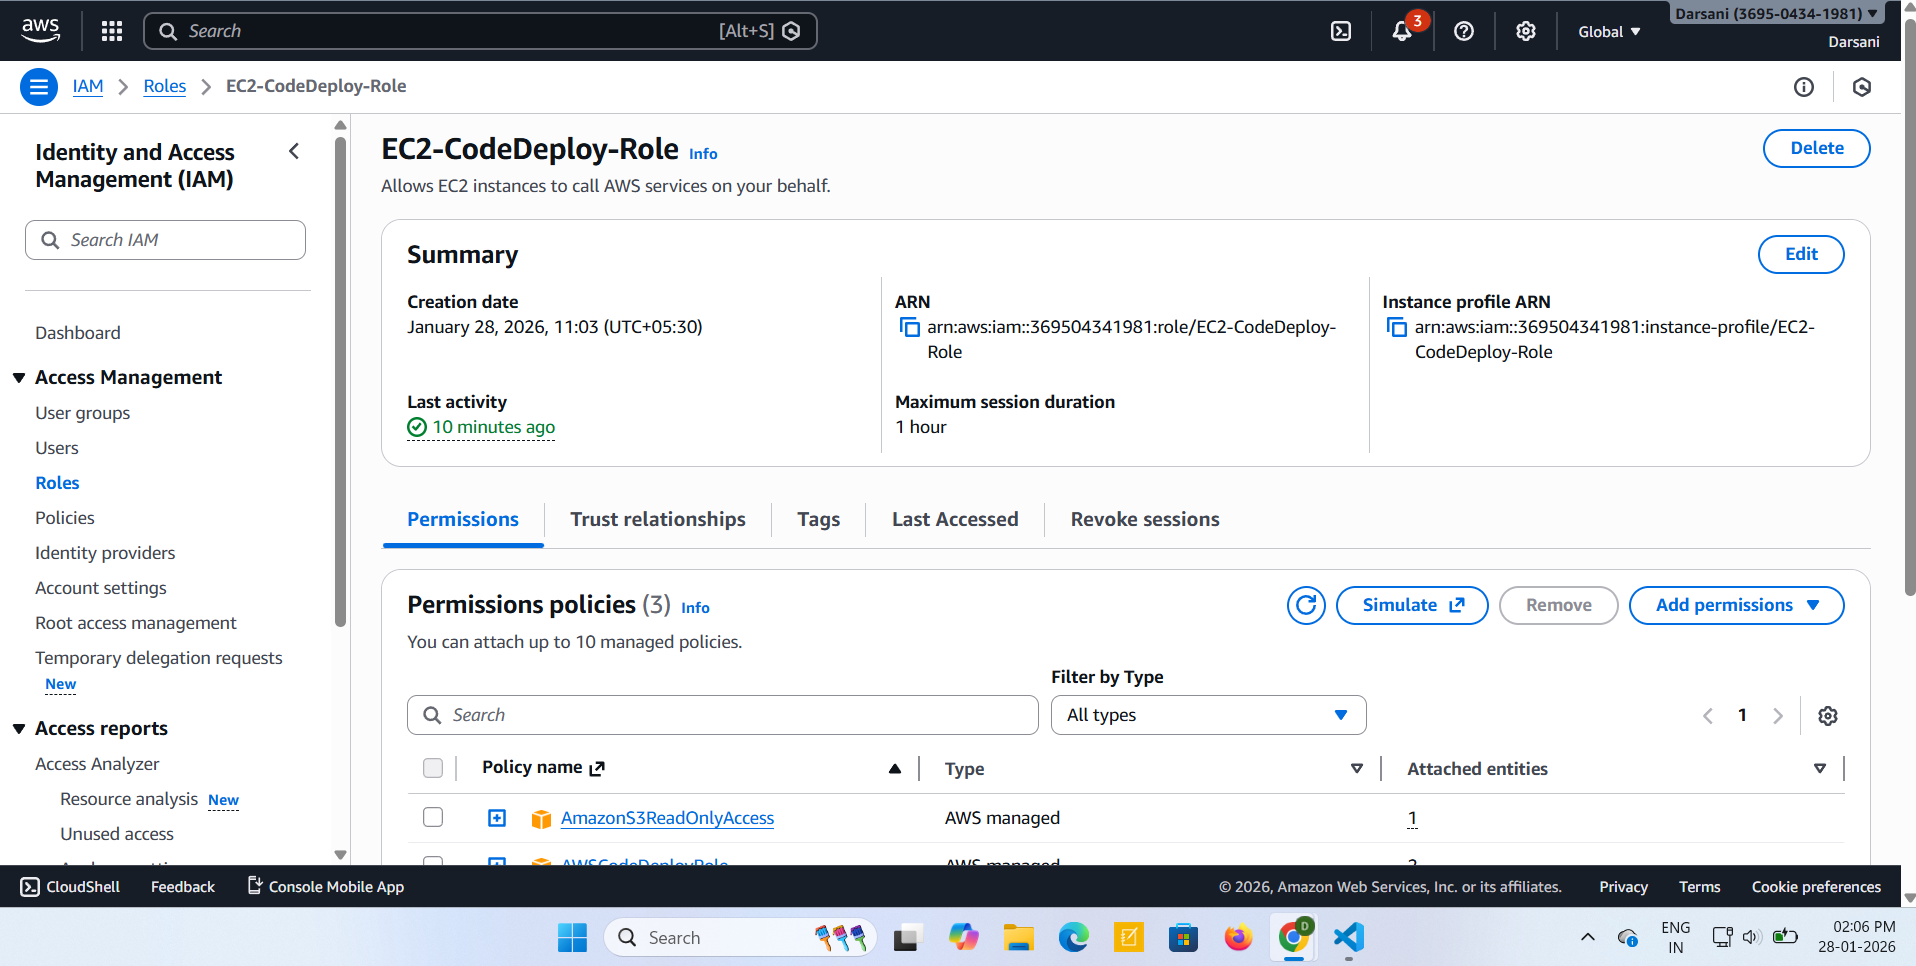 aws
Search
[Alt+S]
3
Global
Darsani (3695-0434-1981)
Darsani
IAM
Roles
EC2-CodeDeploy-Role
Identity and Access
Management (IAM)
Search IAM
Dashboard
Access Management
User groups
Users
Roles
Policies
Identity providers
Account settings
Root access management
Temporary delegation requests
New
Access reports
Access Analyzer
Resource analysis New
Unused access
EC2-CodeDeploy-Role Info
Allows EC2 instances to call AWS services on your behalf.
Delete
Summary
Edit
Creation date
January 28, 2026, 11:03 (UTC+05:30)
Last activity
10 minutes ago
ARN
arn:aws:iam::369504341981:role/EC2-CodeDeploy-
Role
Maximum session duration
1 hour
Instance profile ARN
arn:aws:iam::369504341981:instance-profile/EC2-
CodeDeploy-Role
Permissions
Trust relationships
Tags
Last Accessed
Revoke sessions
Permissions policies (3) Info
Simulate
Remove
Add permissions
You can attach up to 10 managed policies.
Filter by Type
Search
All types
1
Policy name
Type
Attached entities
AmazonS3ReadOnlyAccess
AWS managed
1
AWSCodeDeployRole
AWS managed
2
CloudShell
Feedback
Console Mobile App
© 2026, Amazon Web Services, Inc. or its affiliates.
Privacy
Terms
Cookie preferences
Search
D
ENG
IN
02:06 PM
28-01-2026